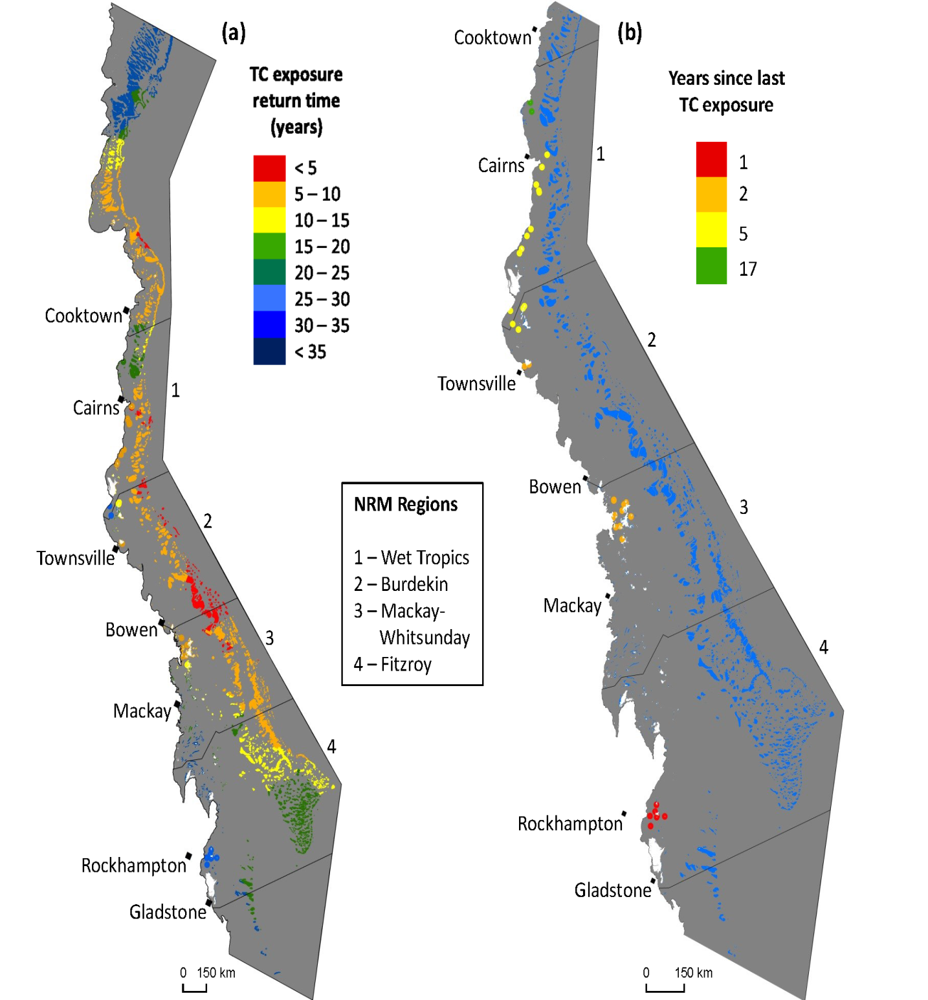 (a)
TC exposure
return time
(years)
< 5
5 – 10
10 – 15
15 – 20
20 – 25
25 – 30
30 – 35
< 35
Cooktown
1
Cairns
2
Townsville
Bowen
3
Mackay
4
Rockhampton
Gladstone
0 150 km
NRM Regions
1 – Wet Tropics
2 – Burdekin
3 – Mackay-
Whitsunday
4 – Fitzroy
(b)
Years since last
TC exposure
1
2
5
17
Cooktown
1
Cairns
2
Townsville
Bowen
3
Mackay
4
Rockhampton
Gladstone
0 150 km